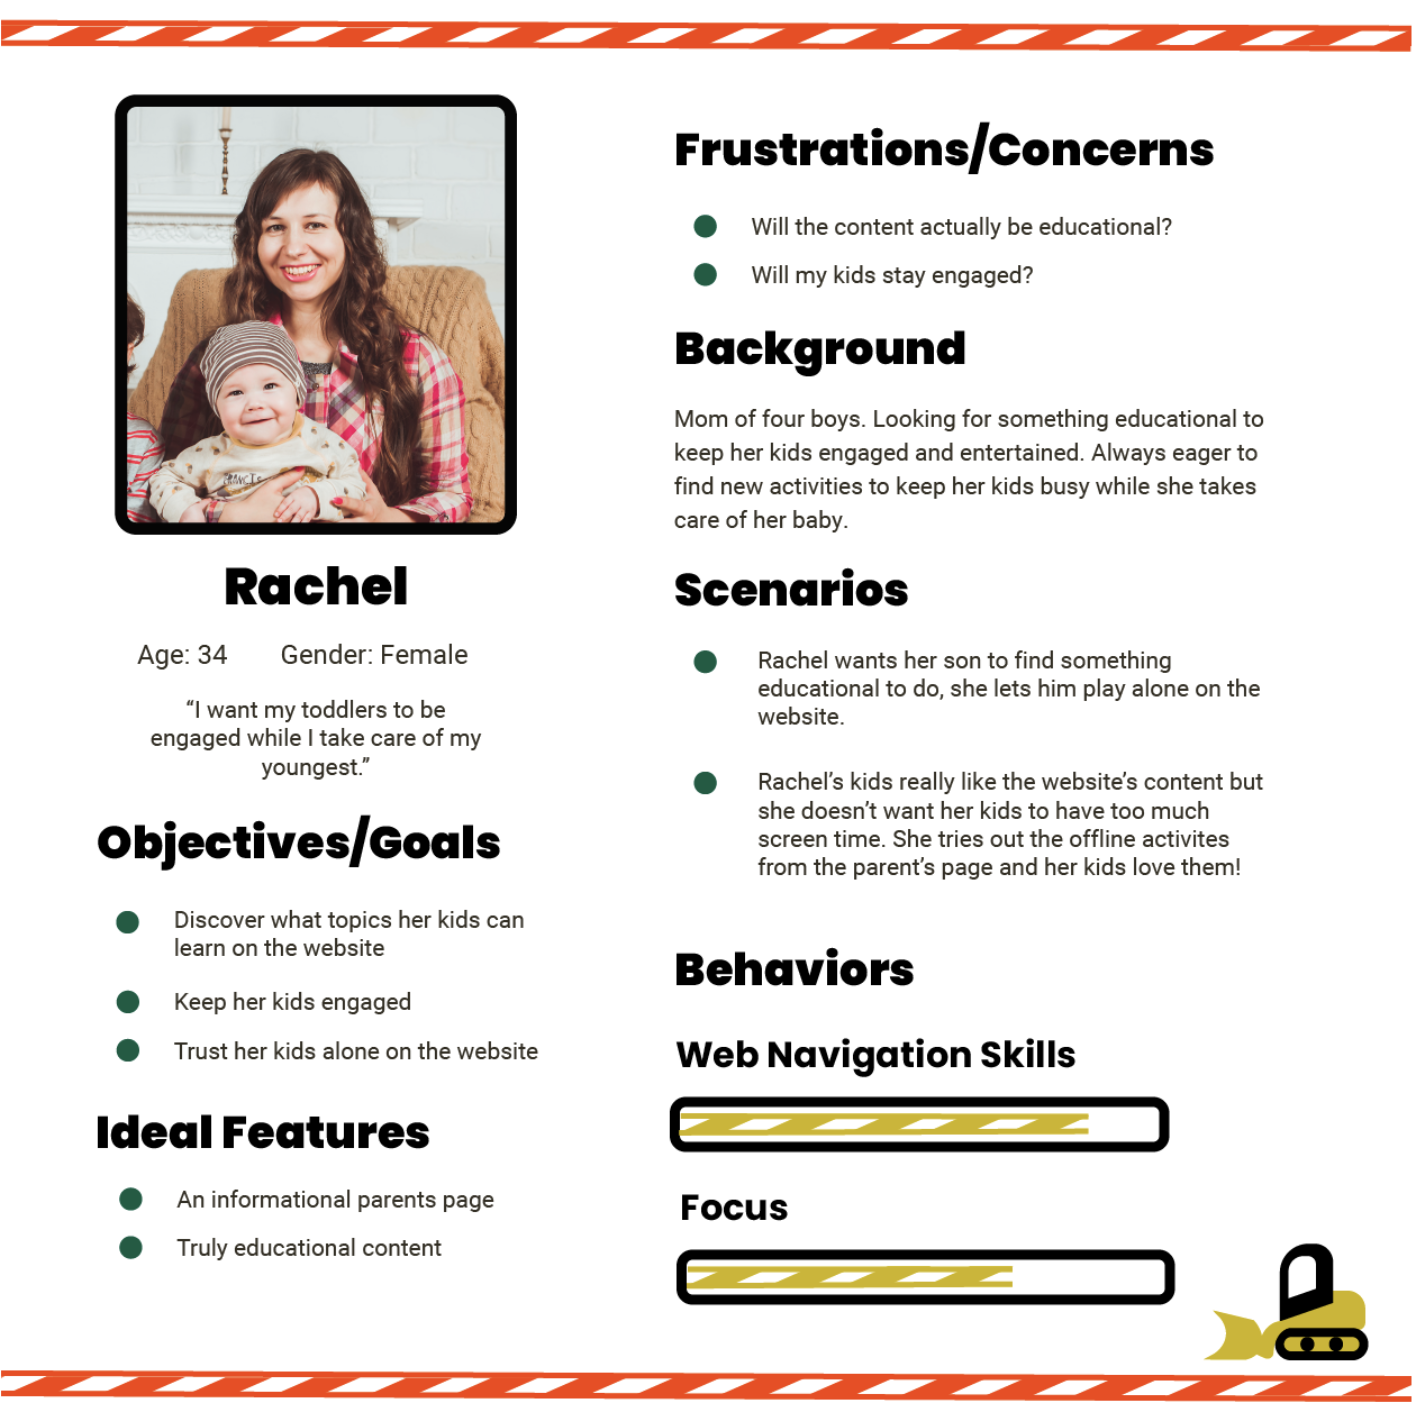 Rachel
Age: 34 Gender: Female
“I want my toddlers to be
engaged while I take care of my
youngest.”
Objectives/Goals
Discover what topics her kids can
learn on the website
Keep her kids engaged
Trust her kids alone on the website
Ideal Features
An informational parents page
Truly educational content
Frustrations/Concerns
Will the content actually be educational?
Will my kids stay engaged?
Background
Mom of four boys. Looking for something educational to
keep her kids engaged and entertained. Always eager to
find new activities to keep her kids busy while she takes
care of her baby.
Scenarios
Rachel wants her son to find something
educational to do, she lets him play alone on the
website.
Rachel’s kids really like the website’s content but
she doesn’t want her kids to have too much
screen time. She tries out the offline activites
from the parent’s page and her kids love them!
Behaviors
Web Navigation Skills
Focus